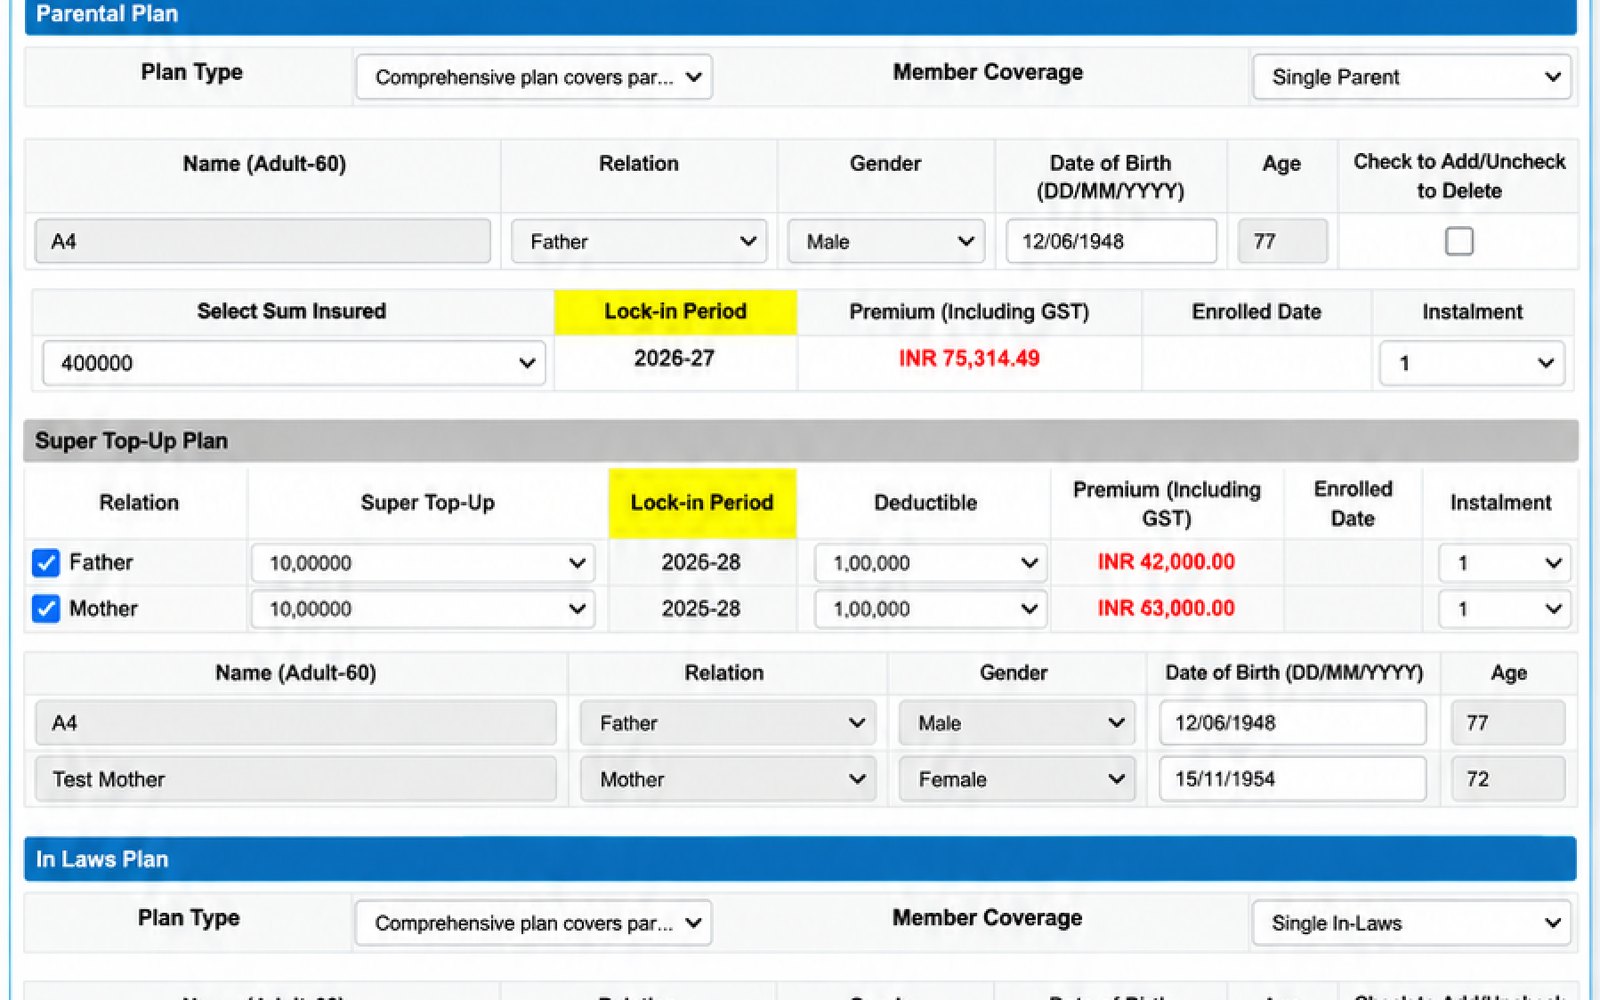 Parental Plan
Plan Type Comprehensive plan covers par... Member Coverage Single Parent
Name (Adult-60) Relation Gender Date of Birth (DD/MM/YYYY) Age Check to Add/Uncheck to Delete
A4 Father Male 12/06/1948 77
Select Sum Insured Lock-in Period Premium (Including GST) Enrolled Date Instalment
400000 2026-27 INR 75,314.49 1
Super Top-Up Plan
Relation Super Top-Up Lock-in Period Deductible Premium (Including GST) Enrolled Date Instalment
Father 10,00000 2026-28 1,00,000 INR 42,000.00 1
Mother 10,00000 2025-28 1,00,000 INR 63,000.00 1
Name (Adult-60) Relation Gender Date of Birth (DD/MM/YYYY) Age
A4 Father Male 12/06/1948 77
Test Mother Mother Female 15/11/1954 72
In Laws Plan
Plan Type Comprehensive plan covers par... Member Coverage Single In-Laws